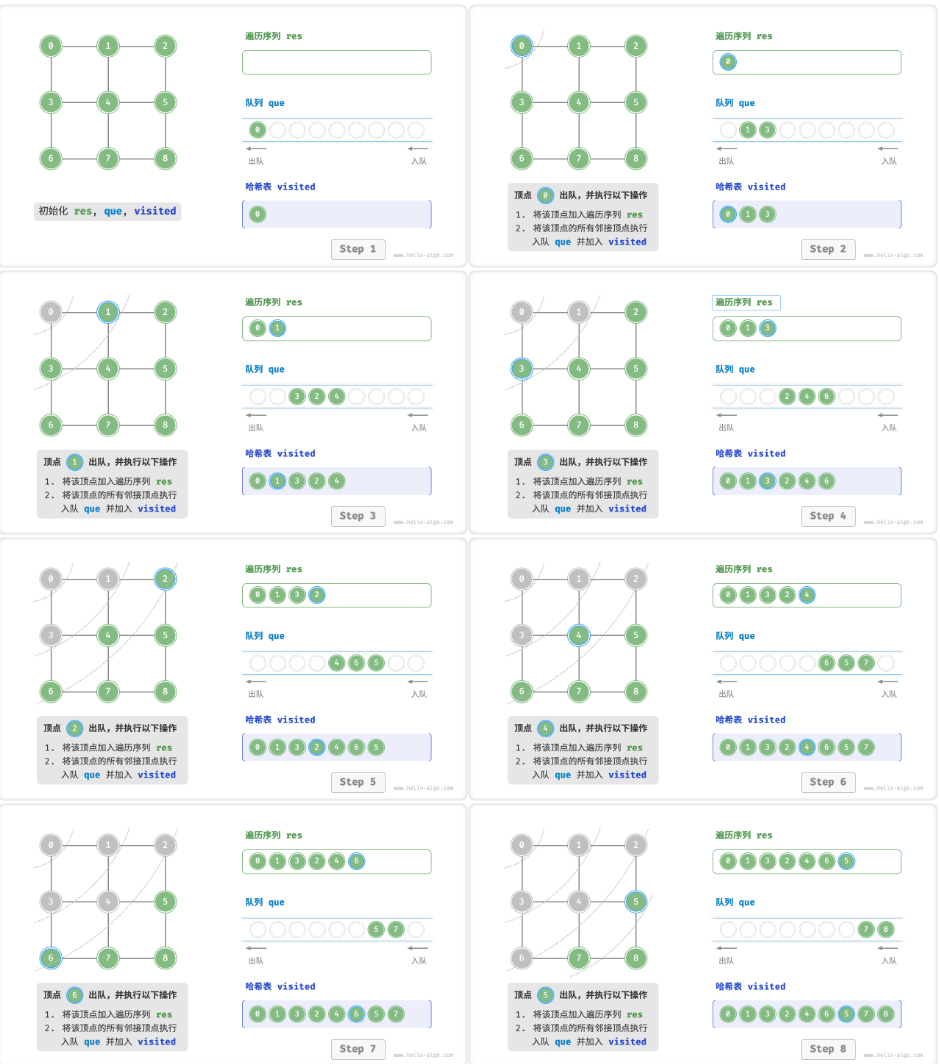 0 1 2
3 4 5
6 7 8
初始化 res, que, visited
遍历序列 res
队列 que
0
出队 入队
哈希表 visited
0
Step 1
www.hello-algo.com
0 1 2
3 4 5
6 7 8
顶点 0 出队，并执行以下操作
1. 将该顶点加入遍历序列 res
2. 将该顶点的所有邻接顶点执行
入队 que 并加入 visited
遍历序列 res
0
队列 que
1 3
出队 入队
哈希表 visited
0 1 3
Step 2
www.hello-algo.com
0 1 2
3 4 5
6 7 8
顶点 1 出队，并执行以下操作
1. 将该顶点加入遍历序列 res
2. 将该顶点的所有邻接顶点执行
入队 que 并加入 visited
遍历序列 res
0 1
队列 que
3 2 4
出队 入队
哈希表 visited
0 1 3 2 4
Step 3
www.hello-algo.com
0 1 2
3 4 5
6 7 8
顶点 3 出队，并执行以下操作
1. 将该顶点加入遍历序列 res
2. 将该顶点的所有邻接顶点执行
入队 que 并加入 visited
遍历序列 res
0 1 3
队列 que
2 4 6
出队 入队
哈希表 visited
0 1 3 2 4 6
Step 4
www.hello-algo.com
0 1 2
3 4 5
6 7 8
顶点 2 出队，并执行以下操作
1. 将该顶点加入遍历序列 res
2. 将该顶点的所有邻接顶点执行
入队 que 并加入 visited
遍历序列 res
0 1 3 2
队列 que
4 6 5
出队 入队
哈希表 visited
0 1 3 2 4 6 5
Step 5
www.hello-algo.com
0 1 2
3 4 5
6 7 8
顶点 4 出队，并执行以下操作
1. 将该顶点加入遍历序列 res
2. 将该顶点的所有邻接顶点执行
入队 que 并加入 visited
遍历序列 res
0 1 3 2 4
队列 que
6 5 7
出队 入队
哈希表 visited
0 1 3 2 4 6 5 7
Step 6
www.hello-algo.com
0 1 2
3 4 5
6 7 8
顶点 6 出队，并执行以下操作
1. 将该顶点加入遍历序列 res
2. 将该顶点的所有邻接顶点执行
入队 que 并加入 visited
遍历序列 res
0 1 3 2 4 6
队列 que
5 7
出队 入队
哈希表 visited
0 1 3 2 4 6 5 7
Step 7
www.hello-algo.com
0 1 2
3 4 5
6 7 8
顶点 5 出队，并执行以下操作
1. 将该顶点加入遍历序列 res
2. 将该顶点的所有邻接顶点执行
入队 que 并加入 visited
遍历序列 res
0 1 3 2 4 6 5
队列 que
7 8
出队 入队
哈希表 visited
0 1 3 2 4 6 5 7 8
Step 8
www.hello-algo.com